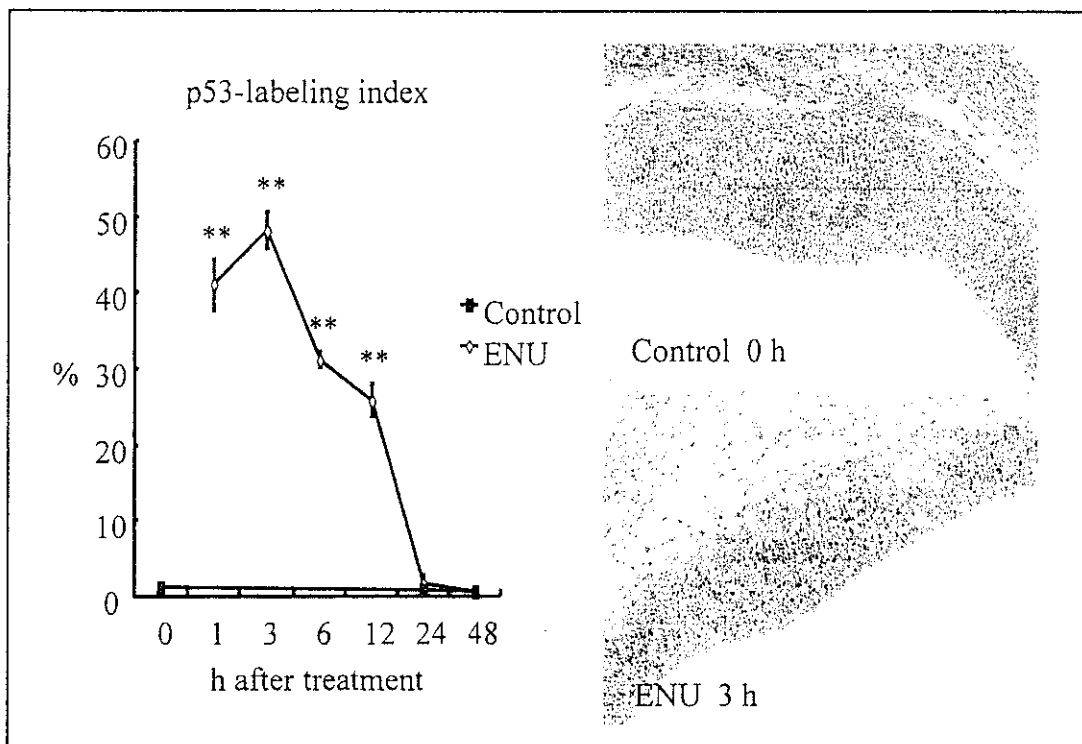 p53-labeling index
60
50
40
30
20
10
0
%
**
**
**
**
Control
ENU
0 1 3 6 12 24 48
h after treatment
Control 0 h
ENU 3 h